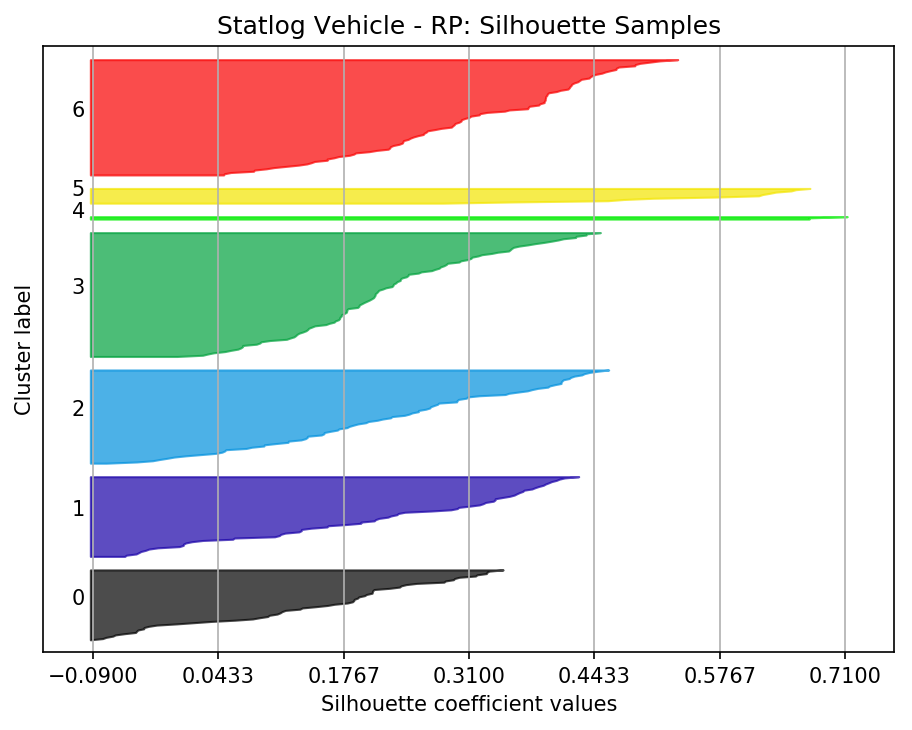 Statlog Vehicle - RP: Silhouette Samples
6
5
4
3
2
1
0
Cluster label
−0.0900 0.0433 0.1767 0.3100 0.4433 0.5767 0.7100
Silhouette coefficient values